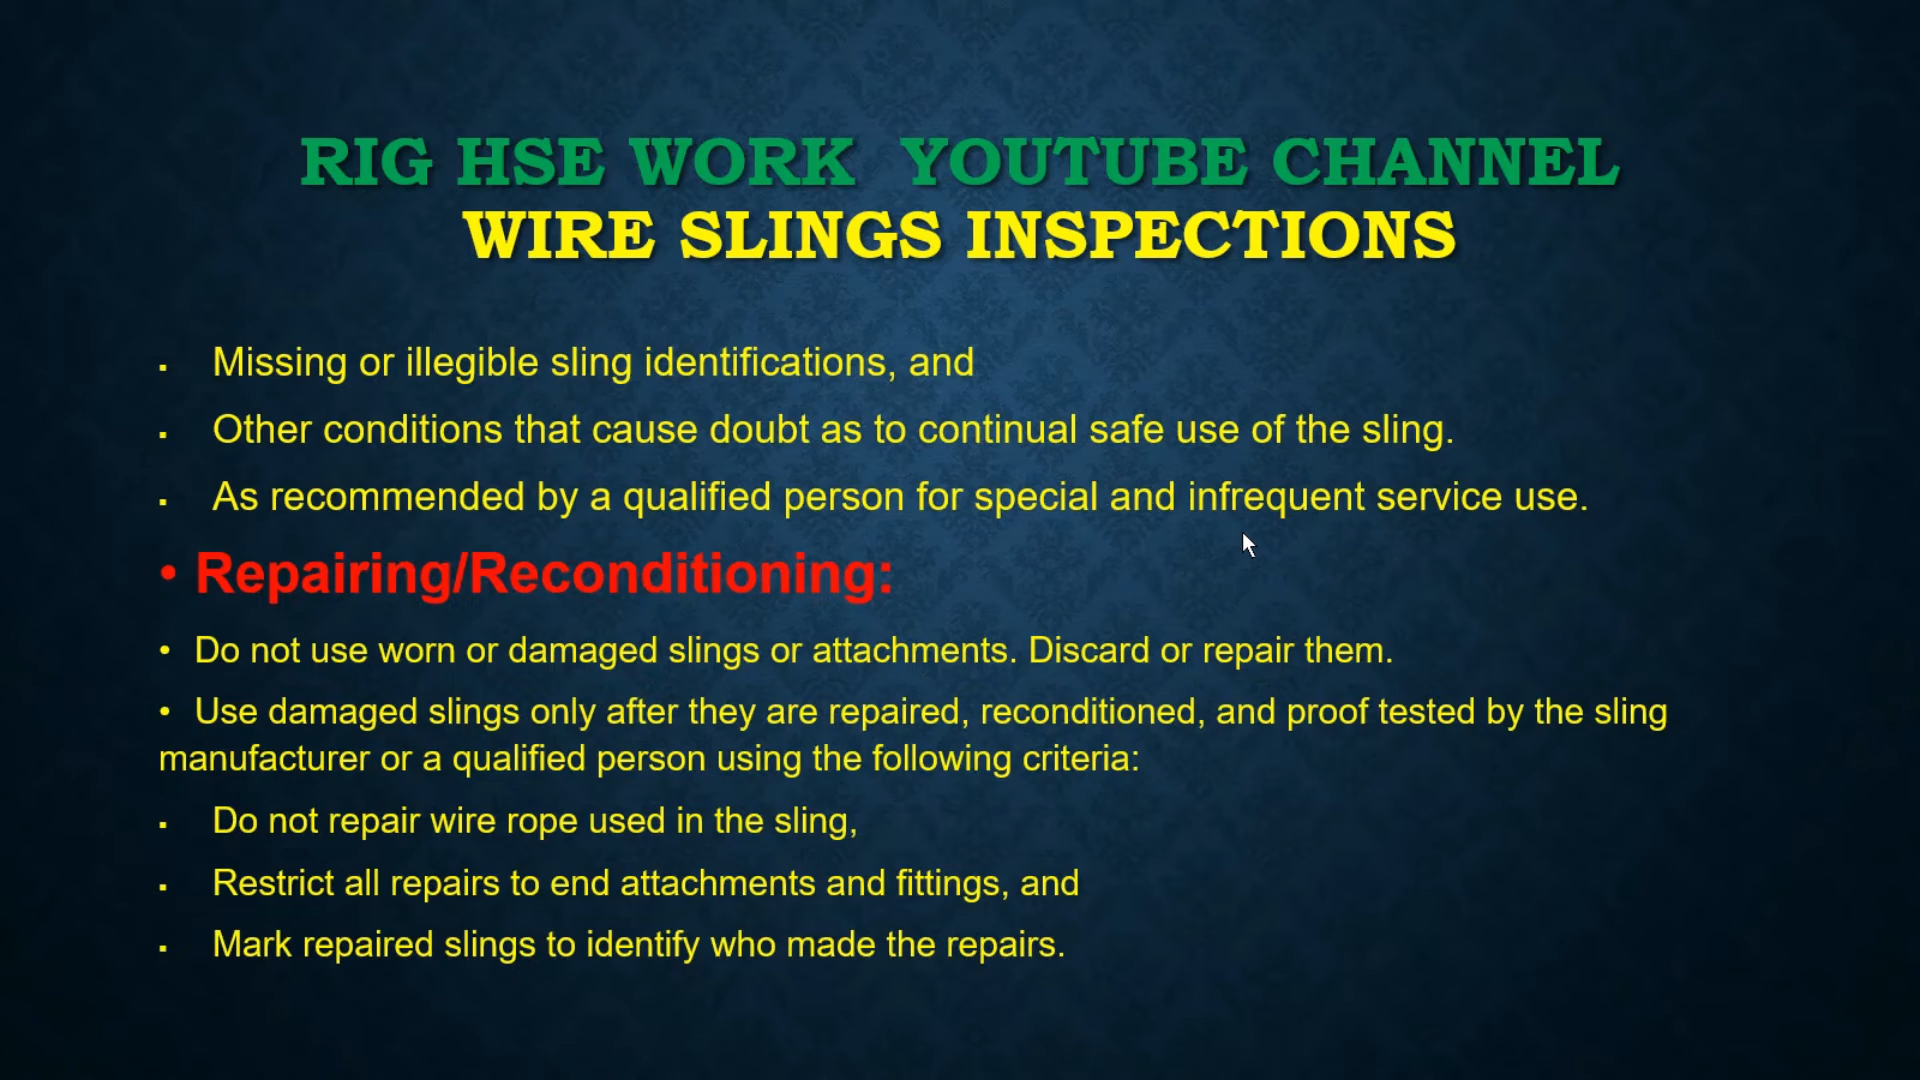 RIG HSE WORK YOUTUBE CHANNEL
WIRE SLINGS INSPECTIONS
▪ Missing or illegible sling identifications, and
▪ Other conditions that cause doubt as to continual safe use of the sling.
▪ As recommended by a qualified person for special and infrequent service use.
• Repairing/Reconditioning:
• Do not use worn or damaged slings or attachments. Discard or repair them.
• Use damaged slings only after they are repaired, reconditioned, and proof tested by the sling
manufacturer or a qualified person using the following criteria:
▪ Do not repair wire rope used in the sling,
▪ Restrict all repairs to end attachments and fittings, and
▪ Mark repaired slings to identify who made the repairs.